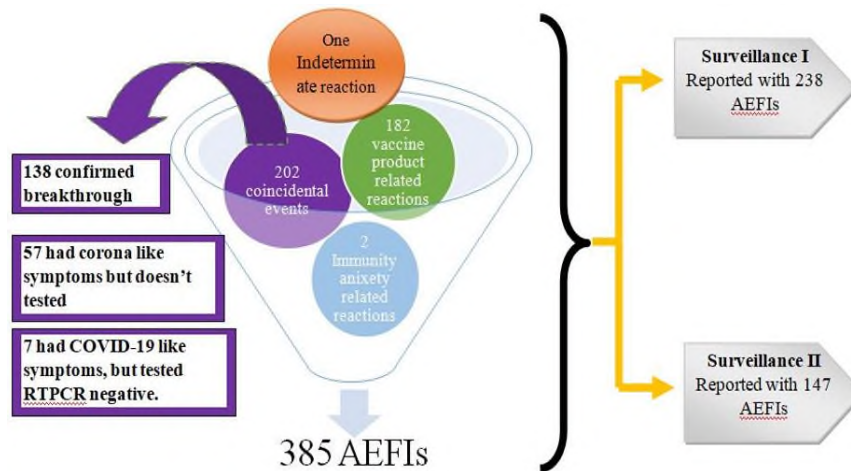 One
Indetermin
ate reaction
182
vaccine
product
related
reactions
202
coincidental
events
2
Immunity
anixety
related
reactions
138 confirmed
breakthrough
57 had corona like
symptoms but doesn’t
tested
7 had COVID-19 like
symptoms, but tested
RTPCR negative.
385 AEFIs
Surveillance I
Reported with 238
AEFIs
Surveillance II
Reported with 147
AEFIs